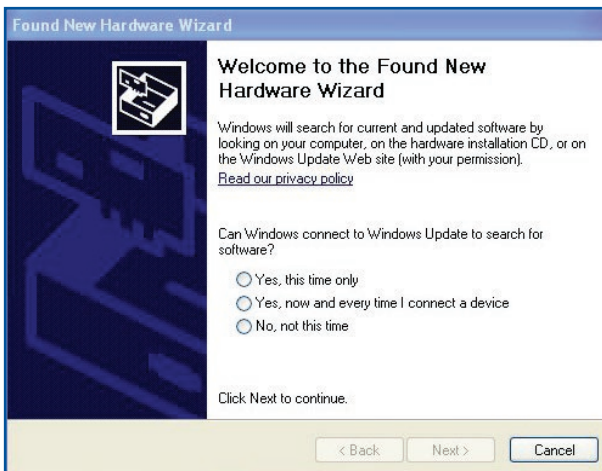 Found New Hardware Wizard
Welcome to the Found New
Hardware Wizard
Windows will search for current and updated software by
looking on your computer, on the hardware installation CD, or on
the Windows Update Web site (with your permission).
Read our privacy policy
Can Windows connect to Windows Update to search for
software?
Yes, this time only
Yes, now and every time I connect a device
No, not this time
Click Next to continue.
< Back Next > Cancel